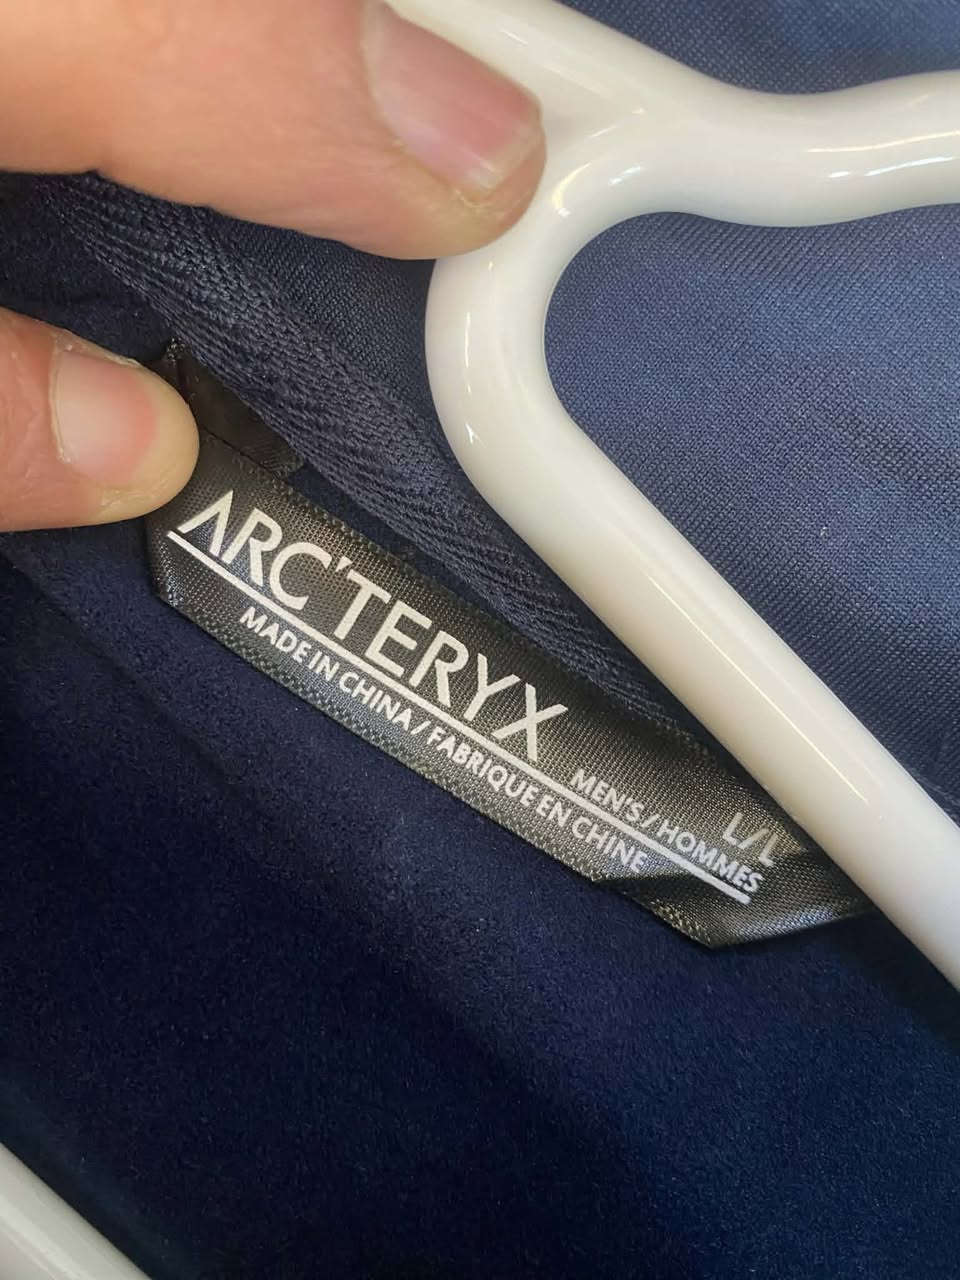 ARC'TERYX
L/L
MEN'S / HOMMES
MADE IN CHINA / FABRIQUE EN CHINE